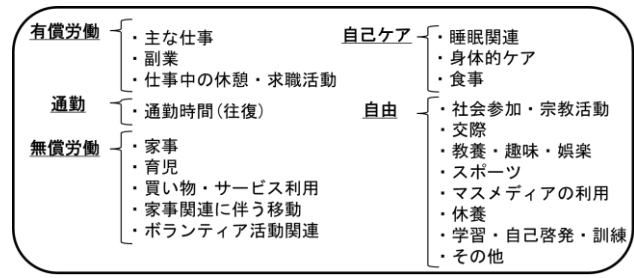 有償労働
・主な仕事
・副業
・仕事中の休憩・求職活動
通勤
・通勤時間(往復)
無償労働
・家事
・育児
・買い物・サービス利用
・家事関連に伴う移動
・ボランティア活動関連
自己ケア
・睡眠関連
・身体的ケア
・食事
自由
・社会参加・宗教活動
・交際
・教養・趣味・娯楽
・スポーツ
・マスメディアの利用
・休養
・学習・自己啓発・訓練
・その他